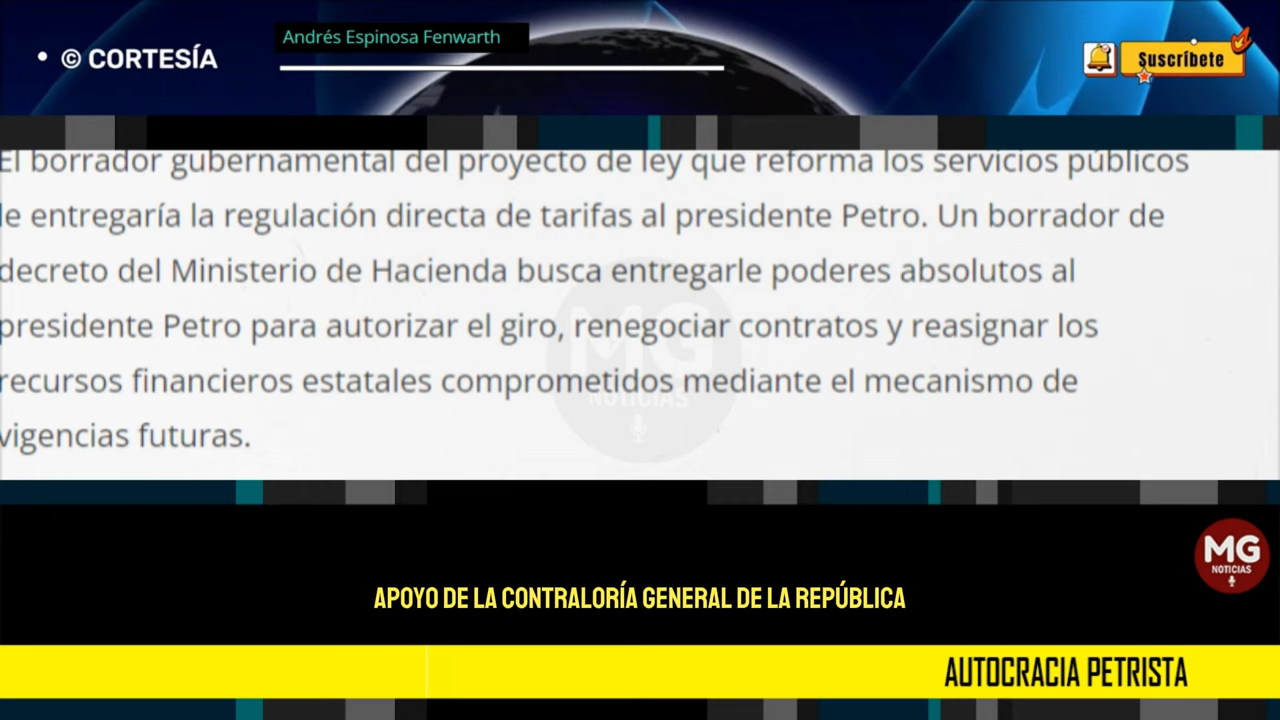 • © CORTESÍA
Andrés Espinosa Fenwarth
Suscríbete
El borrador gubernamental del proyecto de ley que reforma los servicios públicos
le entregaría la regulación directa de tarifas al presidente Petro. Un borrador de
decreto del Ministerio de Hacienda busca entregarle poderes absolutos al
presidente Petro para autorizar el giro, renegociar contratos y reasignar los
recursos financieros estatales comprometidos mediante el mecanismo de
vigencias futuras.
MG
NOTICIAS
MG
NOTICIAS
APOYO DE LA CONTRALORÍA GENERAL DE LA REPÚBLICA
AUTOCRACIA PETRISTA